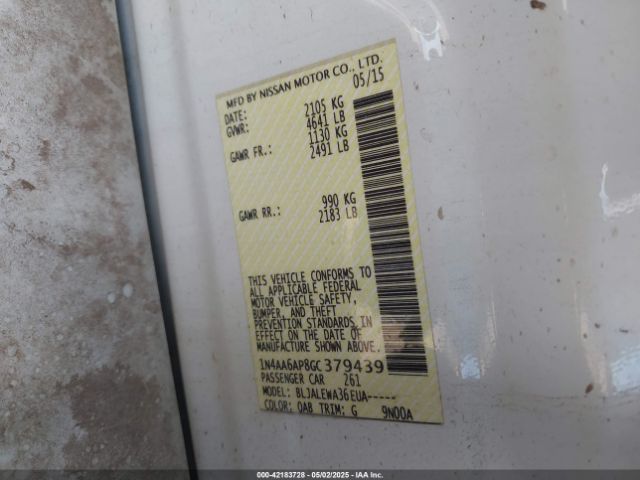 MFD BY NISSAN MOTOR CO., LTD.
DATE: 05/15
GVWR: 2105 KG
4641 LB
GAWR FR.: 1130 KG
2491 LB
GAWR RR.: 990 KG
2183 LB
THIS VEHICLE CONFORMS TO
ALL APPLICABLE FEDERAL
MOTOR VEHICLE SAFETY,
BUMPER, AND THEFT
PREVENTION STANDARDS IN
EFFECT ON THE DATE OF
MANUFACTURE SHOWN ABOVE.
1N4AA6AP8GC379439
PASSENGER CAR 261
MODEL: BLJALEWA36EUA-----
COLOR: QAB TRIM: G 9N00A
000-42183728 - 05/02/2025 - IAAI.COM